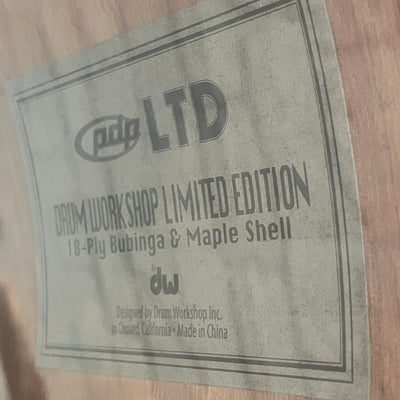 pdp LTD
DRUM WORKSHOP LIMITED EDITION
18-Ply Bubinga & Maple Shell
by
dw
Designed by Drum Workshop Inc.
in Oxnard, California • Made in China